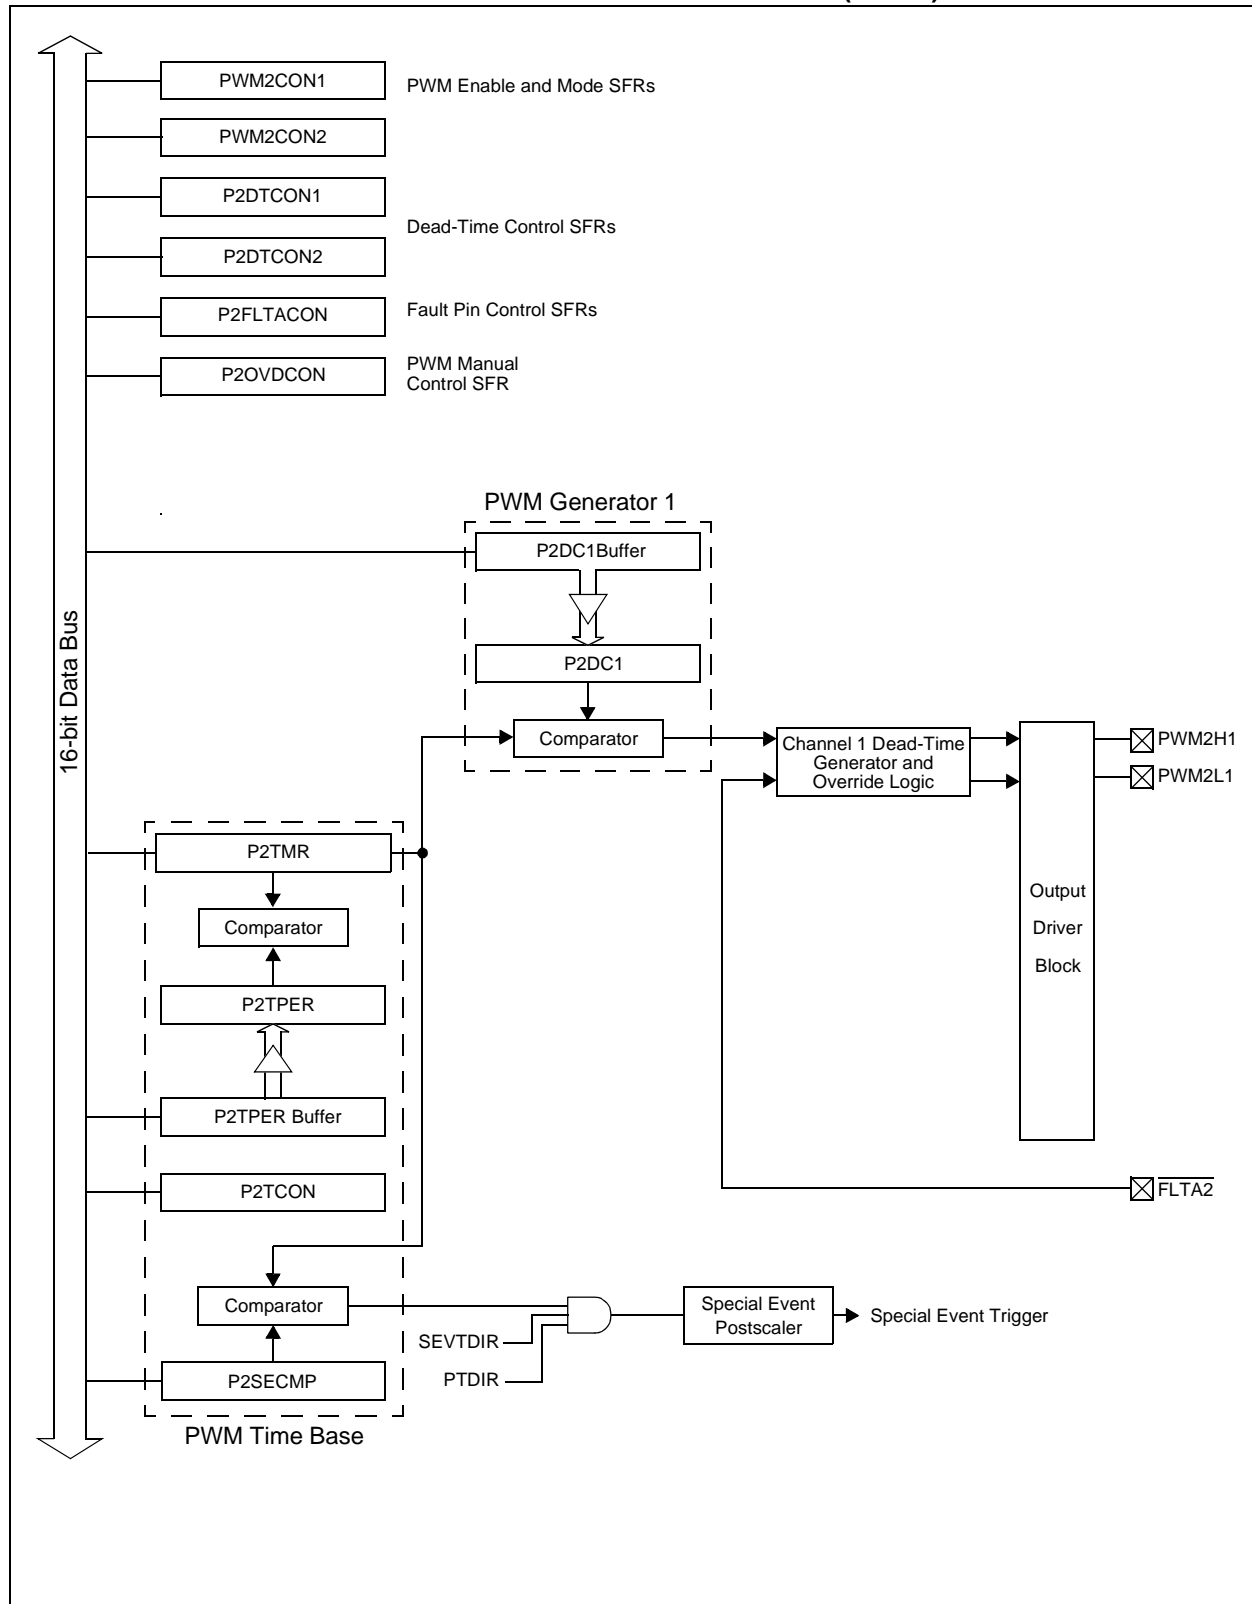 PWM2CON1
PWM Enable and Mode SFRs
PWM2CON2
P2DTCON1
Dead-Time Control SFRs
P2DTCON2
P2FLTACON
Fault Pin Control SFRs
P2OVDCON
PWM Manual
Control SFR
16-bit Data Bus
PWM Generator 1
P2DC1Buffer
P2DC1
Comparator
Channel 1 Dead-Time
Generator and
Override Logic
PWM2H1
PWM2L1
P2TMR
Comparator
P2TPER
P2TPER Buffer
P2TCON
Output
Driver
Block
FLTA2
Comparator
SEVTDIR
PTDIR
Special Event
Postscaler
Special Event Trigger
P2SECMP
PWM Time Base